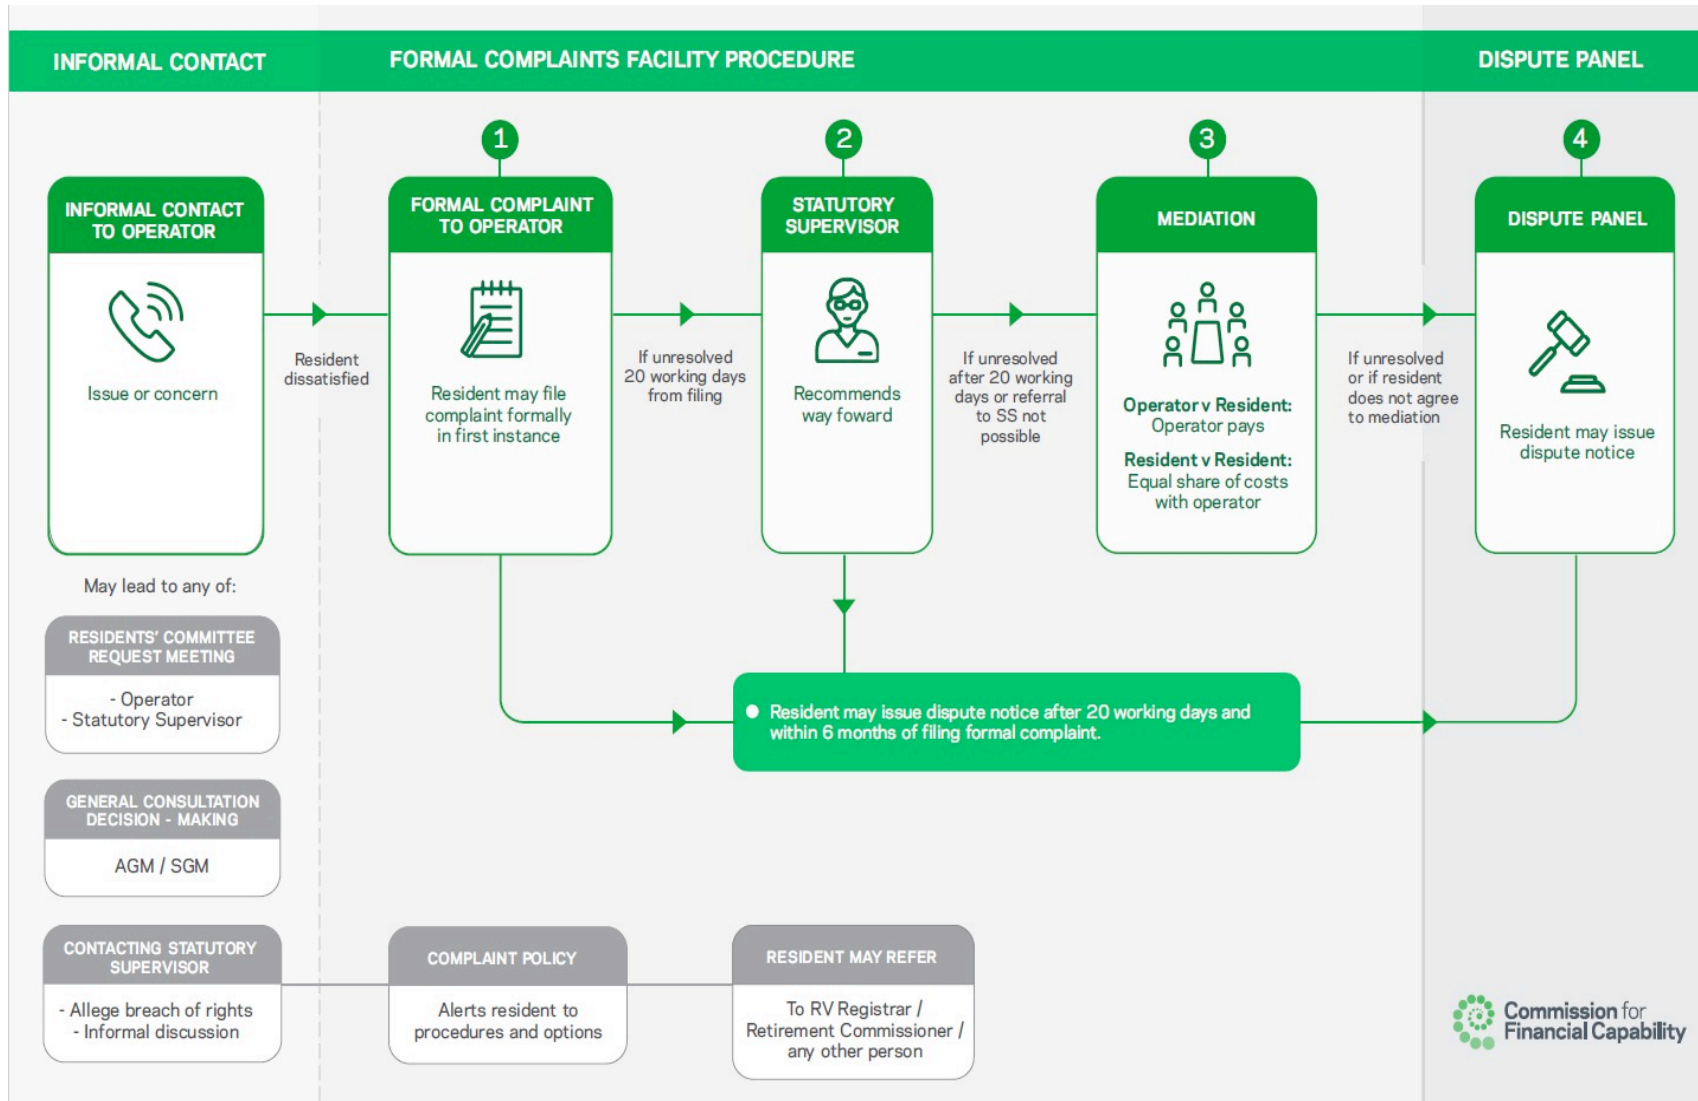 INFORMAL CONTACT
FORMAL COMPLAINTS FACILITY PROCEDURE
DISPUTE PANEL
1
2
3
4
INFORMAL CONTACT
TO OPERATOR
Issue or concern
Resident
dissatisfied
FORMAL COMPLAINT
TO OPERATOR
Resident may file
complaint formally
in first instance
If unresolved
20 working days
from filing
STATUTORY
SUPERVISOR
Recommends
way foward
If unresolved
after 20 working
days or referral
to SS not
possible
MEDIATION
Operator v Resident:
Operator pays
Resident v Resident:
Equal share of costs
with operator
If unresolved
or if resident
does not agree
to mediation
DISPUTE PANEL
Resident may issue
dispute notice
May lead to any of:
RESIDENTS' COMMITTEE
REQUEST MEETING
- Operator
- Statutory Supervisor
● Resident may issue dispute notice after 20 working days and
within 6 months of filing formal complaint.
GENERAL CONSULTATION
DECISION - MAKING
AGM / SGM
CONTACTING STATUTORY
SUPERVISOR
- Allege breach of rights
- Informal discussion
COMPLAINT POLICY
Alerts resident to
procedures and options
RESIDENT MAY REFER
To RV Registrar /
Retirement Commissioner /
any other person
Commission for
Financial Capability